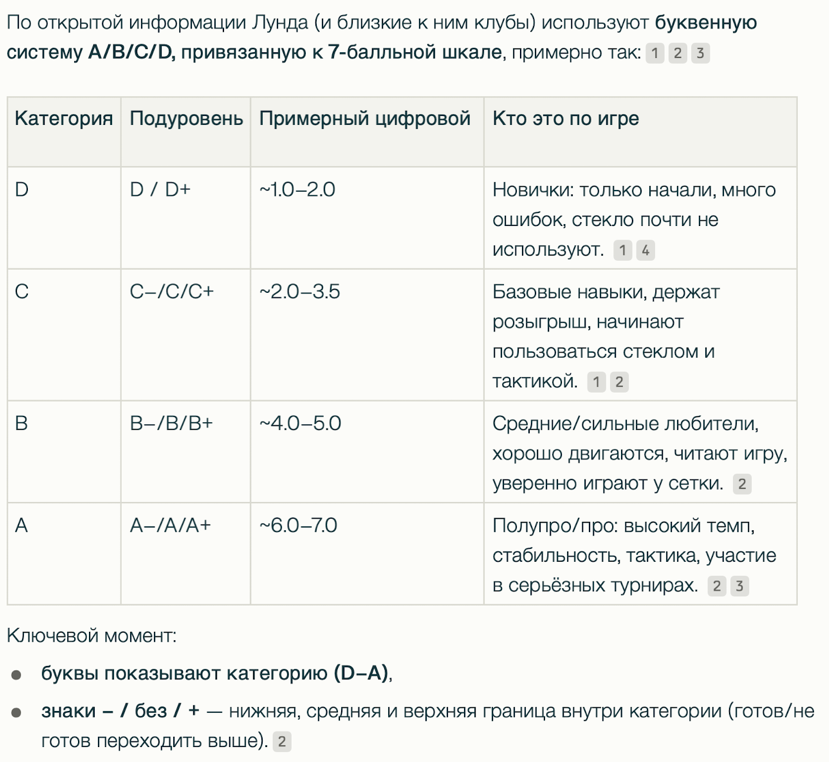 По открытой информации Лунда (и близкие к ним клубы) используют буквенную
систему A/B/C/D, привязанную к 7-балльной шкале, примерно так: 1 2 3
Категория Подуровень Примерный цифровой Кто это по игре
D D / D+ ~1.0–2.0 Новички: только начали, много
ошибок, стекло почти не
используют. 1 4
C C–/C/C+ ~2.0–3.5 Базовые навыки, держат
розыгрыш, начинают
пользоваться стеклом и
тактикой. 1 2
B B–/B/B+ ~4.0–5.0 Средние/сильные любители,
хорошо двигаются, читают игру,
уверенно играют у сетки. 2
A A–/A/A+ ~6.0–7.0 Полупро/про: высокий темп,
стабильность, тактика, участие
в серьёзных турнирах. 2 3
Ключевой момент:
• буквы показывают категорию (D–A),
• знаки – / без / + — нижняя, средняя и верхняя граница внутри категории (готов/не
готов переходить выше). 2